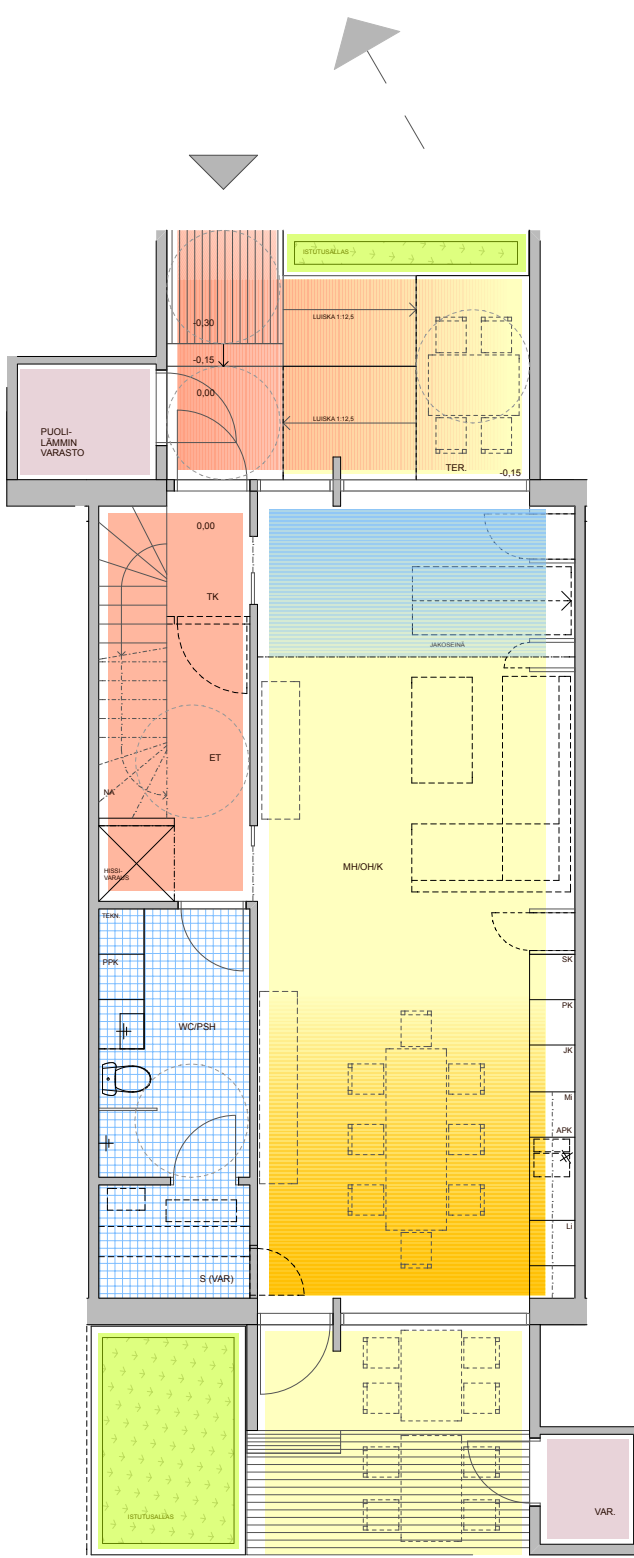 ISTUTUSALLAS
-0,30
LUISKA 1:12,5
-0,15
0,00
LUISKA 1:12,5
PUOLI-
LÄMMIN
VARASTO
TER.
-0,15
0,00
TK
JAKOSEINÄ
ET
NA
HISSI-
VARAUS
MH/OH/K
TEKN.
PPK
SK
PK
WC/PSH
JK
Mi
APK
Li
S (VAR)
ISTUTUSALLAS
VAR.